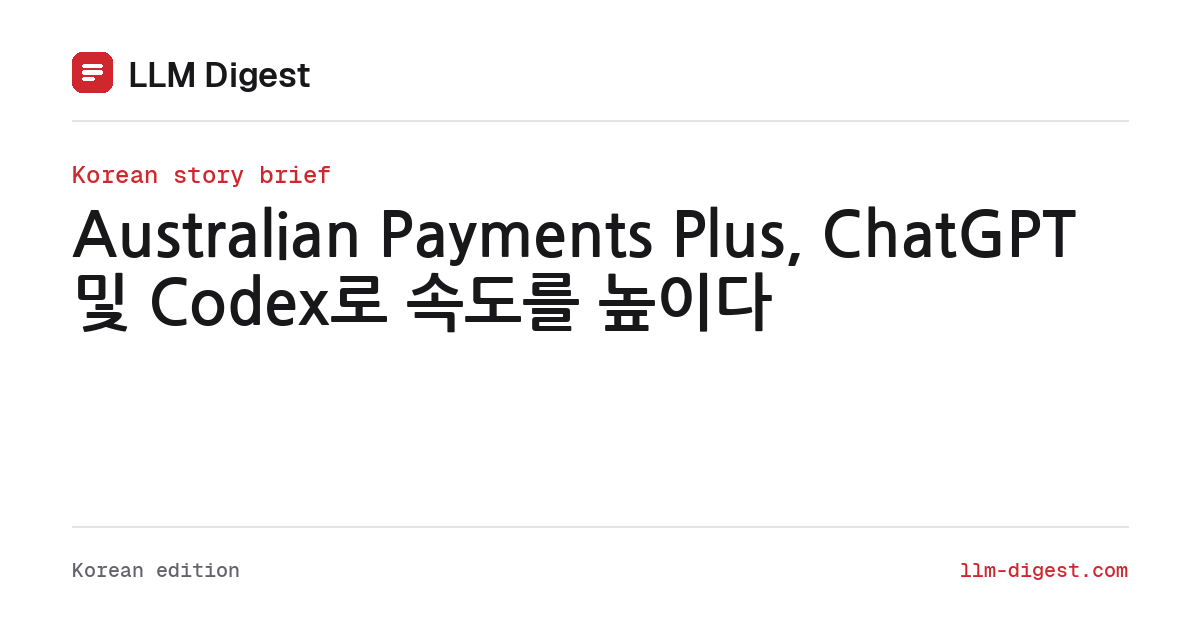 LLM Digest
Korean story brief
Australian Payments Plus, ChatGPT
및 Codex로 속도를 높이다
Korean edition
llm-digest.com